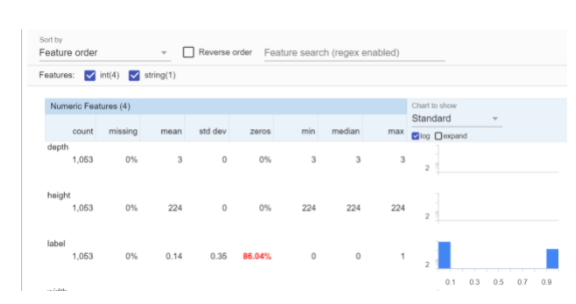 Sort by
Feature order
Reverse order
Feature search (regex enabled)
Features: int(4) string(1)
Numeric Features (4)
Chart to show
Standard
log expand
count missing mean std dev zeros min median max
depth
1,053 0% 3 0 0% 3 3 3
2
height
1,053 0% 224 0 0% 224 224 224
2
label
1,053 0% 0.14 0.35 86.04% 0 0 1
2
0.1 0.3 0.5 0.7 0.9